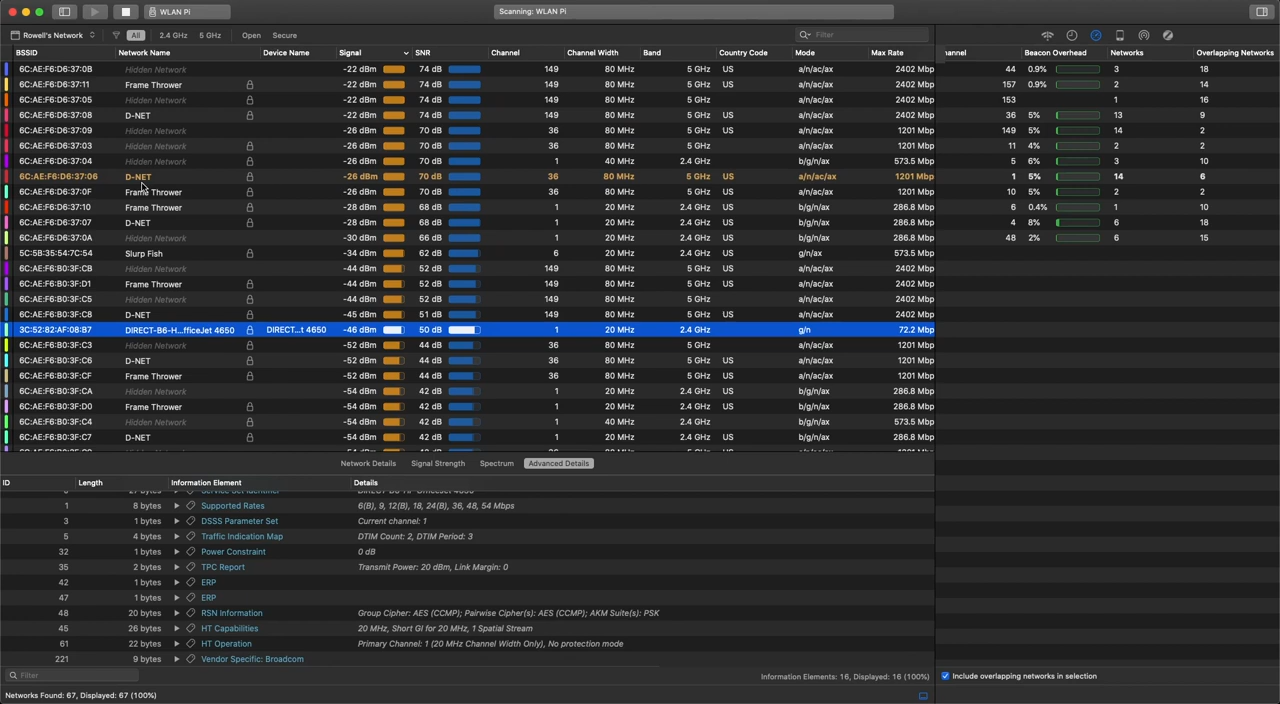 WLAN Pi
Scanning: WLAN Pi
Rowell's Network All 2.4 GHz 5 GHz Open Secure Filter
BSSID Network Name Device Name Signal SNR Channel Channel Width Band Country Code Mode Max Rate
6C:AE:F6:D6:37:0B Hidden Network -22 dBm 74 dB 149 80 MHz 5 GHz US a/n/ac/ax 2402 Mbp
6C:AE:F6:D6:37:11 Frame Thrower -22 dBm 74 dB 149 80 MHz 5 GHz US a/n/ac/ax 2402 Mbp
6C:AE:F6:D6:37:05 Hidden Network -22 dBm 74 dB 149 80 MHz 5 GHz a/n/ac/ax 2402 Mbp
6C:AE:F6:D6:37:08 D-NET -22 dBm 74 dB 149 80 MHz 5 GHz US a/n/ac/ax 2402 Mbp
6C:AE:F6:D6:37:09 Hidden Network -26 dBm 70 dB 36 80 MHz 5 GHz US a/n/ac/ax 1201 Mbp
6C:AE:F6:D6:37:03 Hidden Network -26 dBm 70 dB 36 80 MHz 5 GHz a/n/ac/ax 1201 Mbp
6C:AE:F6:D6:37:04 Hidden Network -26 dBm 70 dB 1 40 MHz 2.4 GHz b/g/n/ax 573.5 Mbp
6C:AE:F6:D6:37:06 D-NET -26 dBm 70 dB 36 80 MHz 5 GHz US a/n/ac/ax 1201 Mbp
6C:AE:F6:D6:37:0F Frame Thrower -26 dBm 70 dB 36 80 MHz 5 GHz US a/n/ac/ax 1201 Mbp
6C:AE:F6:D6:37:10 Frame Thrower -28 dBm 68 dB 1 20 MHz 2.4 GHz US b/g/n/ax 286.8 Mbp
6C:AE:F6:D6:37:07 D-NET -28 dBm 68 dB 1 20 MHz 2.4 GHz US b/g/n/ax 286.8 Mbp
6C:AE:F6:D6:37:0A Hidden Network -30 dBm 66 dB 1 20 MHz 2.4 GHz US b/g/n/ax 286.8 Mbp
5C:5B:35:54:7C:54 Slurp Fish -34 dBm 62 dB 6 20 MHz 2.4 GHz US g/n/ax 573.5 Mbp
6C:AE:F6:B0:3F:CB Hidden Network -44 dBm 52 dB 149 80 MHz 5 GHz US a/n/ac/ax 2402 Mbp
6C:AE:F6:B0:3F:D1 Frame Thrower -44 dBm 52 dB 149 80 MHz 5 GHz US a/n/ac/ax 2402 Mbp
6C:AE:F6:B0:3F:C5 Hidden Network -44 dBm 52 dB 149 80 MHz 5 GHz a/n/ac/ax 2402 Mbp
6C:AE:F6:B0:3F:C8 D-NET -45 dBm 51 dB 149 80 MHz 5 GHz US a/n/ac/ax 2402 Mbp
3C:52:82:AF:08:B7 DIRECT-B6-H...fficeJet 4650 DIRECT...t 4650 -46 dBm 50 dB 1 20 MHz 2.4 GHz g/n 72.2 Mbp
6C:AE:F6:B0:3F:C3 Hidden Network -52 dBm 44 dB 36 80 MHz 5 GHz a/n/ac/ax 1201 Mbp
6C:AE:F6:B0:3F:C6 D-NET -52 dBm 44 dB 36 80 MHz 5 GHz US a/n/ac/ax 1201 Mbp
6C:AE:F6:B0:3F:CF Frame Thrower -52 dBm 44 dB 36 80 MHz 5 GHz US a/n/ac/ax 1201 Mbp
6C:AE:F6:B0:3F:CA Hidden Network -54 dBm 42 dB 1 20 MHz 2.4 GHz US b/g/n/ax 286.8 Mbp
6C:AE:F6:B0:3F:D0 Frame Thrower -54 dBm 42 dB 1 20 MHz 2.4 GHz US b/g/n/ax 286.8 Mbp
6C:AE:F6:B0:3F:C4 Hidden Network -54 dBm 42 dB 1 40 MHz 2.4 GHz b/g/n/ax 573.5 Mbp
6C:AE:F6:B0:3F:C7 D-NET -54 dBm 42 dB 1 20 MHz 2.4 GHz US b/g/n/ax 286.8 Mbp
annel Beacon Overhead Networks Overlapping Networks
44 0.9% 3 18
157 0.9% 2 14
153 1 16
36 5% 13 9
149 5% 14 2
11 4% 2 2
5 6% 3 10
1 5% 14 6
10 5% 2 2
6 0.4% 1 10
4 8% 6 18
48 2% 6 15
Network Details Signal Strength Spectrum Advanced Details
ID Length Information Element Details
1 8 bytes Supported Rates 6(B), 9, 12(B), 18, 24(B), 36, 48, 54 Mbps
3 1 bytes DSSS Parameter Set Current channel: 1
5 4 bytes Traffic Indication Map DTIM Count: 2, DTIM Period: 3
32 1 bytes Power Constraint 0 dB
35 2 bytes TPC Report Transmit Power: 20 dBm, Link Margin: 0
42 1 bytes ERP
47 1 bytes ERP
48 20 bytes RSN Information Group Cipher: AES (CCMP); Pairwise Cipher(s): AES (CCMP); AKM Suite(s): PSK
45 26 bytes HT Capabilities 20 MHz, Short GI for 20 MHz, 1 Spatial Stream
61 22 bytes HT Operation Primary Channel: 1 (20 MHz Channel Width Only), No protection mode
221 9 bytes Vendor Specific: Broadcom
Filter Information Elements: 16, Displayed: 16 (100%)
Include overlapping networks in selection
Networks Found: 67, Displayed: 67 (100%)